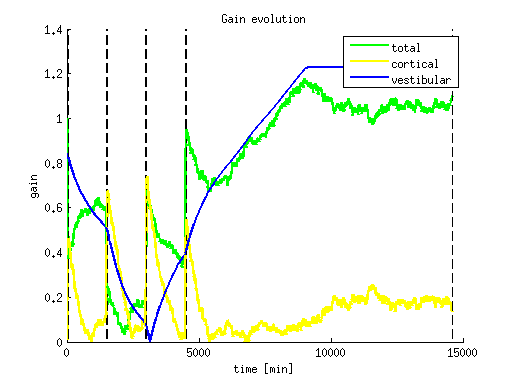 Gain evolution
total
cortical
vestibular
1.4
1.2
1
0.8
0.6
0.4
0.2
0
gain
0 5000 10000 15000
time [min]